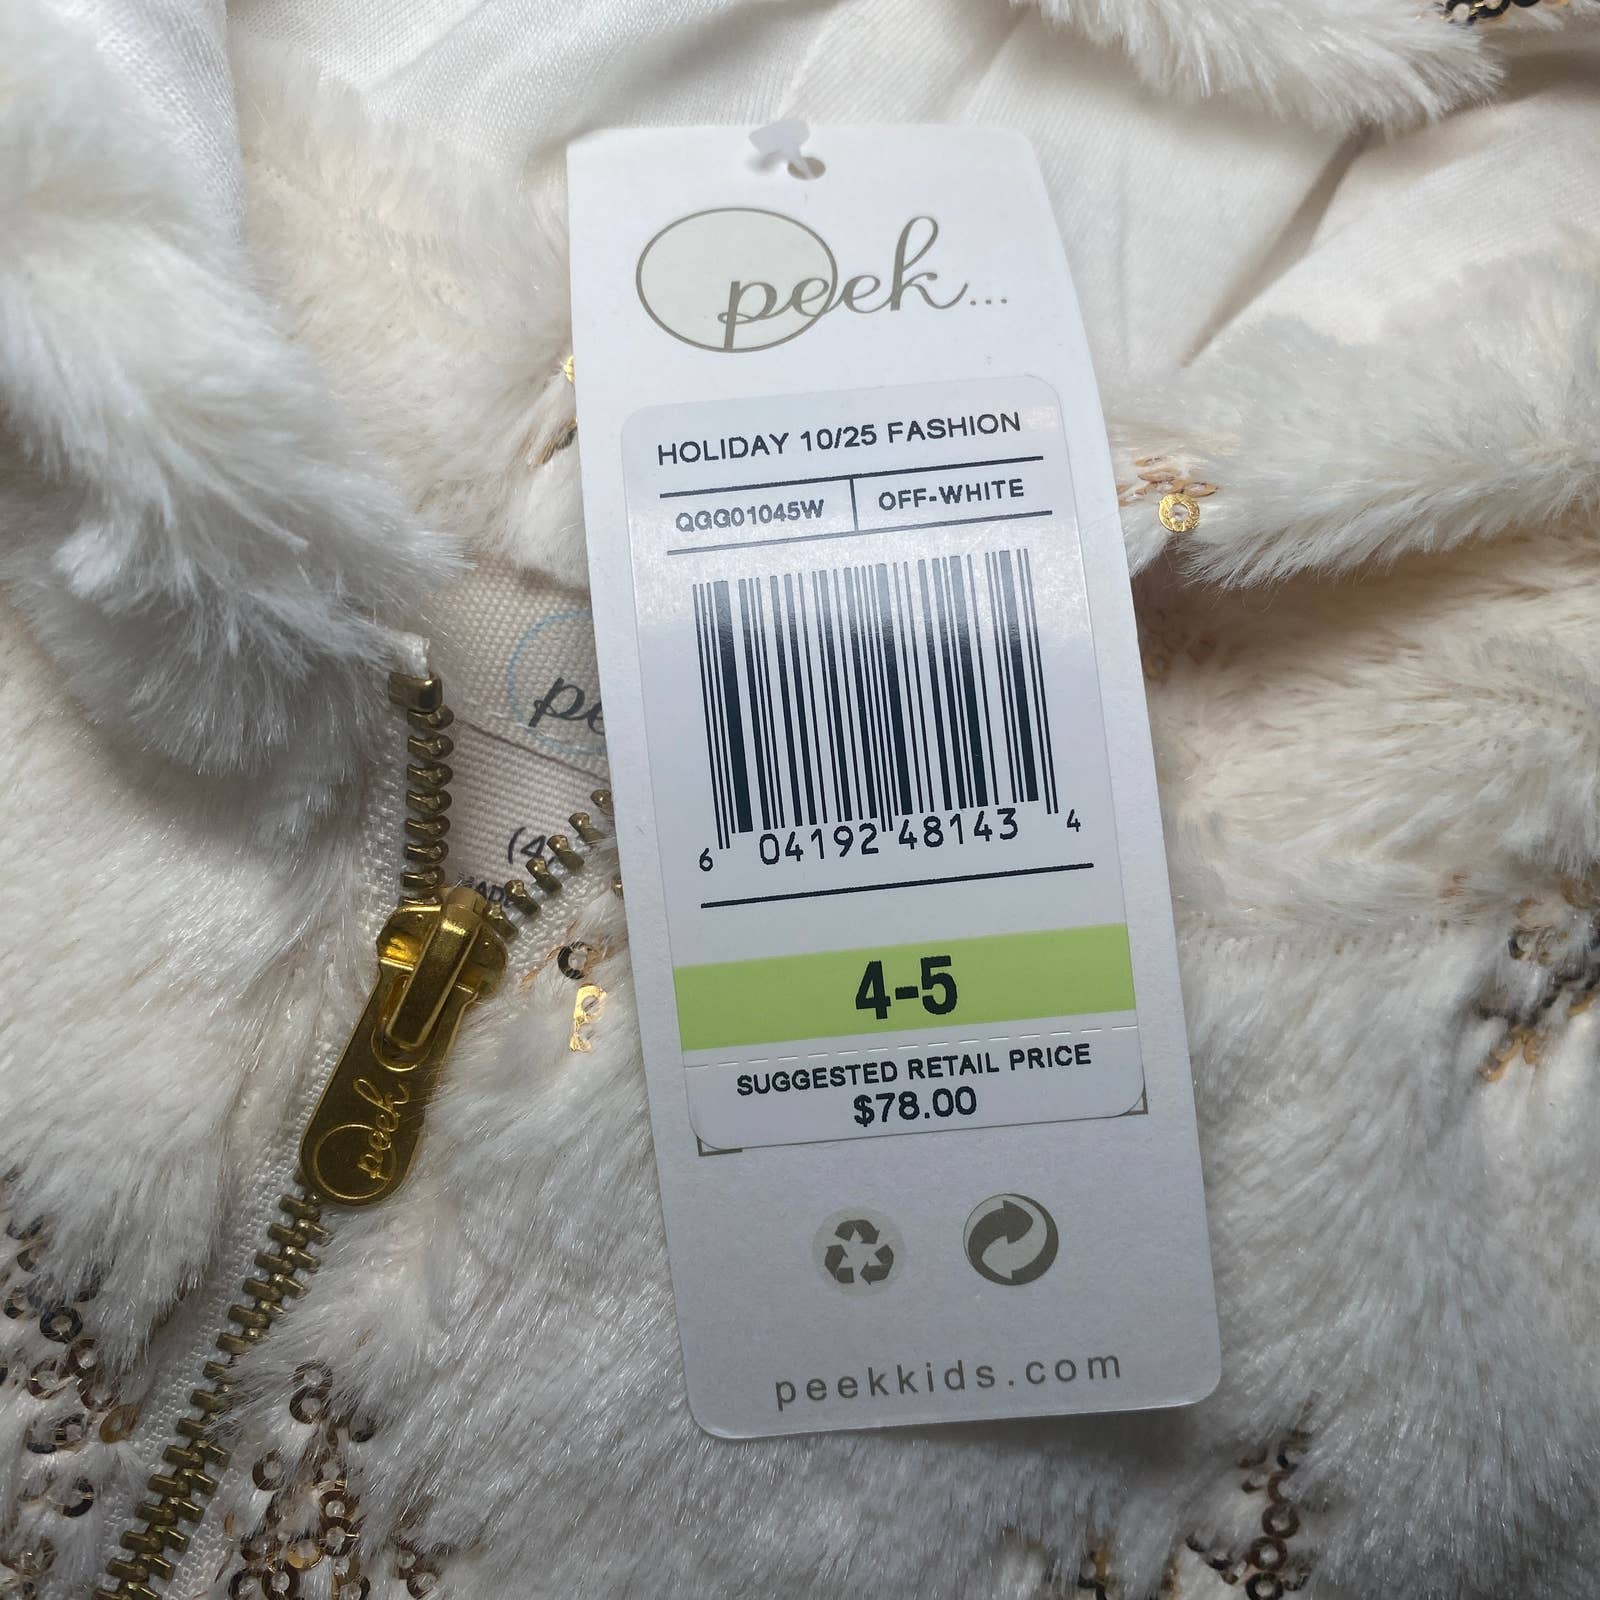 peek...
HOLIDAY 10/25 FASHION
QGG01045W OFF-WHITE
6 04192 48143 4
4-5
SUGGESTED RETAIL PRICE
$78.00
peekkids.com
peek